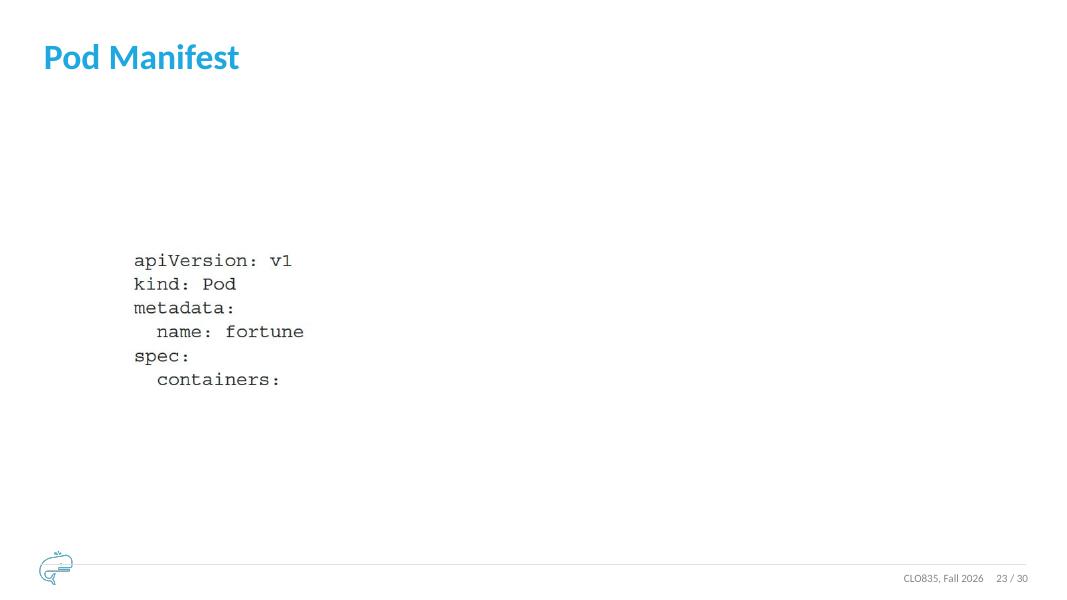 Pod Manifest
apiVersion: v1
kind: Pod
metadata:
  name: fortune
spec:
  containers:
CLO835, Fall 2026 23 / 30